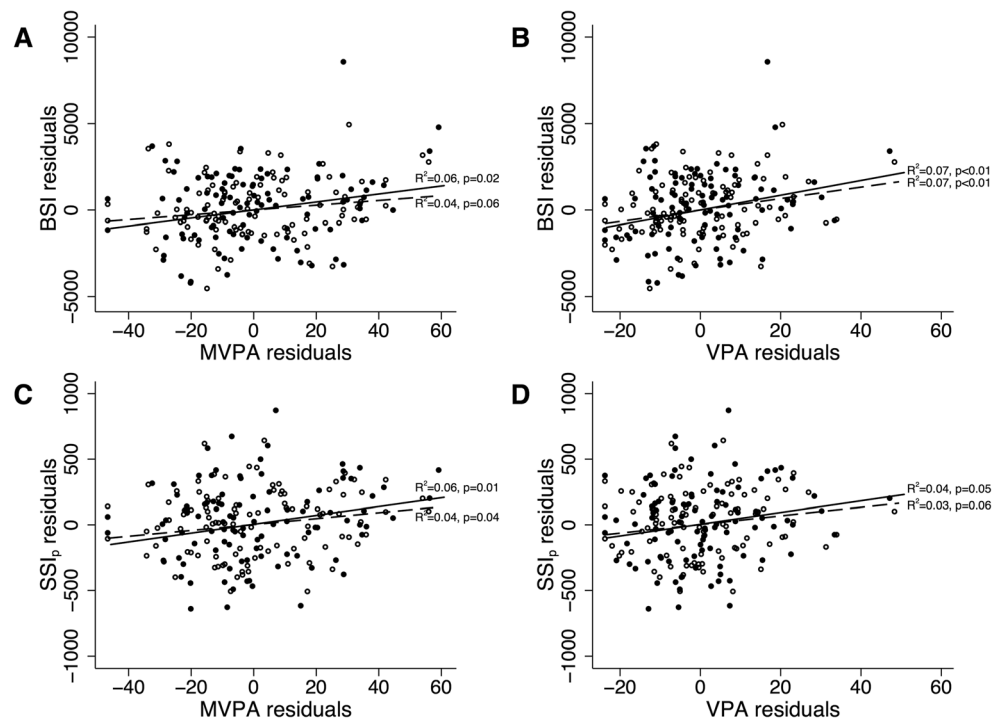 A
10000
5000
0
−5000
BSI residuals
R²=0.06, p=0.02
R²=0.04, p=0.06
−40 −20 0 20 40 60
MVPA residuals
B
10000
5000
0
−5000
BSI residuals
R²=0.07, p<0.01
R²=0.07, p<0.01
−20 0 20 40 60
VPA residuals
C
1000
500
0
−500
−1000
SSIp residuals
R²=0.06, p=0.01
R²=0.04, p=0.04
−40 −20 0 20 40 60
MVPA residuals
D
1000
500
0
−500
−1000
SSIp residuals
R²=0.04, p=0.05
R²=0.03, p=0.06
−20 0 20 40 60
VPA residuals